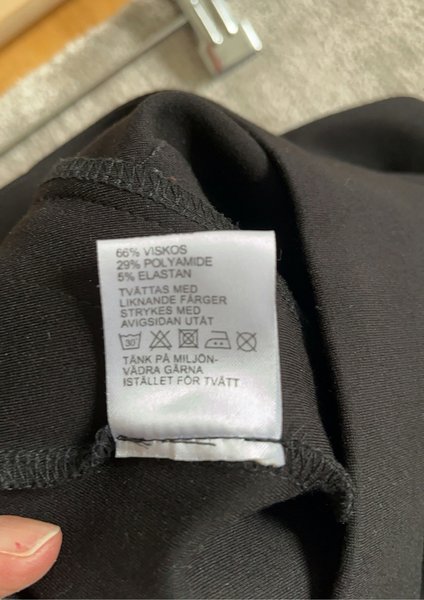 66% VISKOS
29% POLYAMIDE
5% ELASTAN
TVÄTTAS MED
LIKNANDE FÄRGER
STRYKES MED
AVIGSIDAN UTÅT
30
TÄNK PÅ MILJÖN-
VÄDRA GÄRNA
ISTÄLLET FÖR TVÄTT